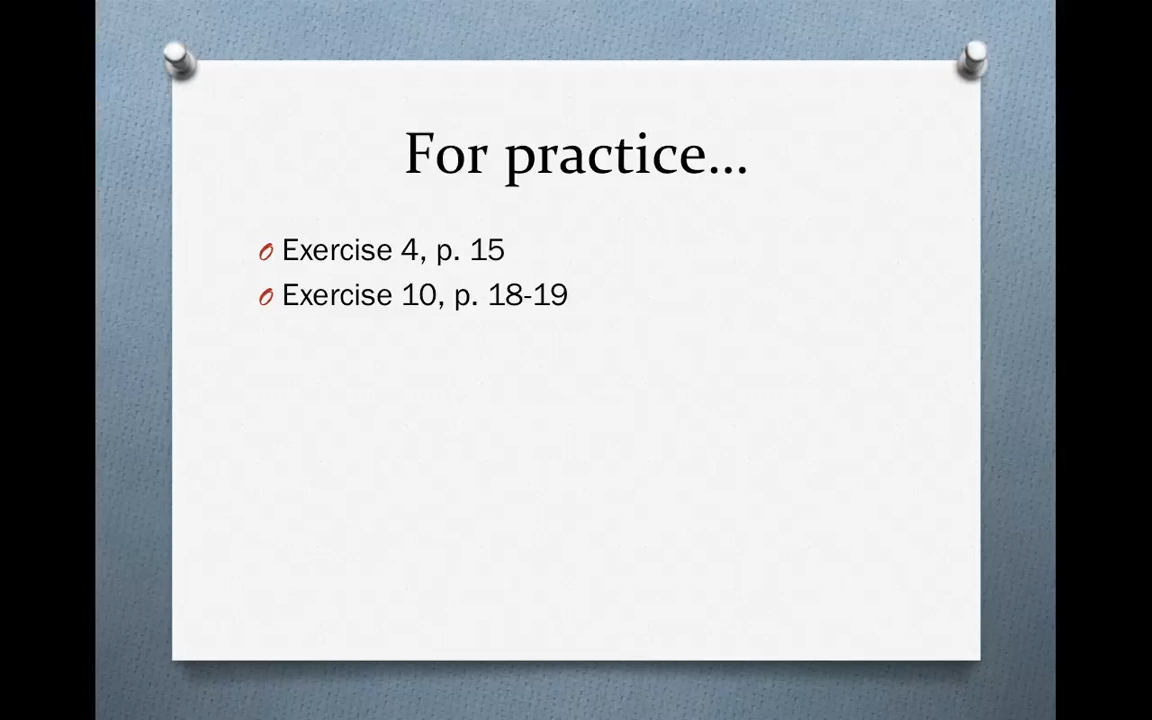 For practice...
Exercise 4, p. 15
Exercise 10, p. 18-19